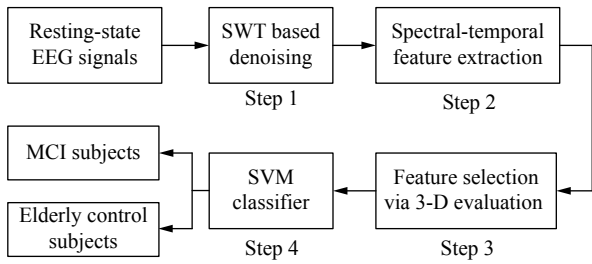 Resting-state
EEG signals
SWT based
denoising
Step 1
Spectral-temporal
feature extraction
Step 2
Feature selection
via 3-D evaluation
Step 3
SVM
classifier
Step 4
MCI subjects
Elderly control
subjects